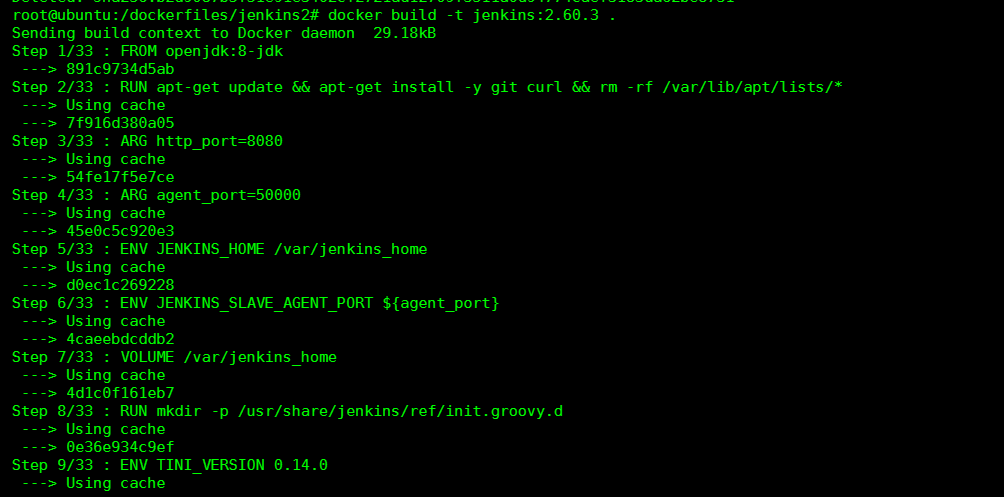 root@ubuntu:/dockerfiles/jenkins2# docker build -t jenkins:2.60.3 .
Sending build context to Docker daemon  29.18kB
Step 1/33 : FROM openjdk:8-jdk
 ---> 891c9734d5ab
Step 2/33 : RUN apt-get update && apt-get install -y git curl && rm -rf /var/lib/apt/lists/*
 ---> Using cache
 ---> 7f916d380a05
Step 3/33 : ARG http_port=8080
 ---> Using cache
 ---> 54fe17f5e7ce
Step 4/33 : ARG agent_port=50000
 ---> Using cache
 ---> 45e0c5c920e3
Step 5/33 : ENV JENKINS_HOME /var/jenkins_home
 ---> Using cache
 ---> d0ec1c269228
Step 6/33 : ENV JENKINS_SLAVE_AGENT_PORT ${agent_port}
 ---> Using cache
 ---> 4caeebdcddb2
Step 7/33 : VOLUME /var/jenkins_home
 ---> Using cache
 ---> 4d1c0f161eb7
Step 8/33 : RUN mkdir -p /usr/share/jenkins/ref/init.groovy.d
 ---> Using cache
 ---> 0e36e934c9ef
Step 9/33 : ENV TINI_VERSION 0.14.0
 ---> Using cache